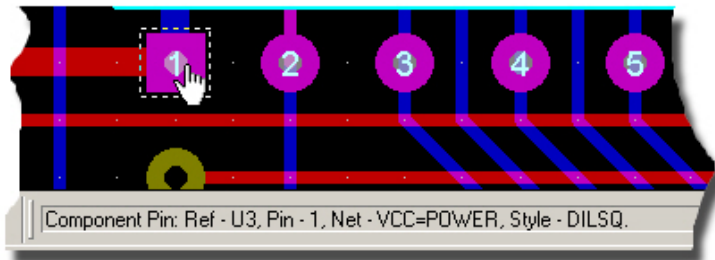 1 2 3 4 5
Component Pin: Ref - U3, Pin - 1, Net - VCC=POWER, Style - DILSQ.